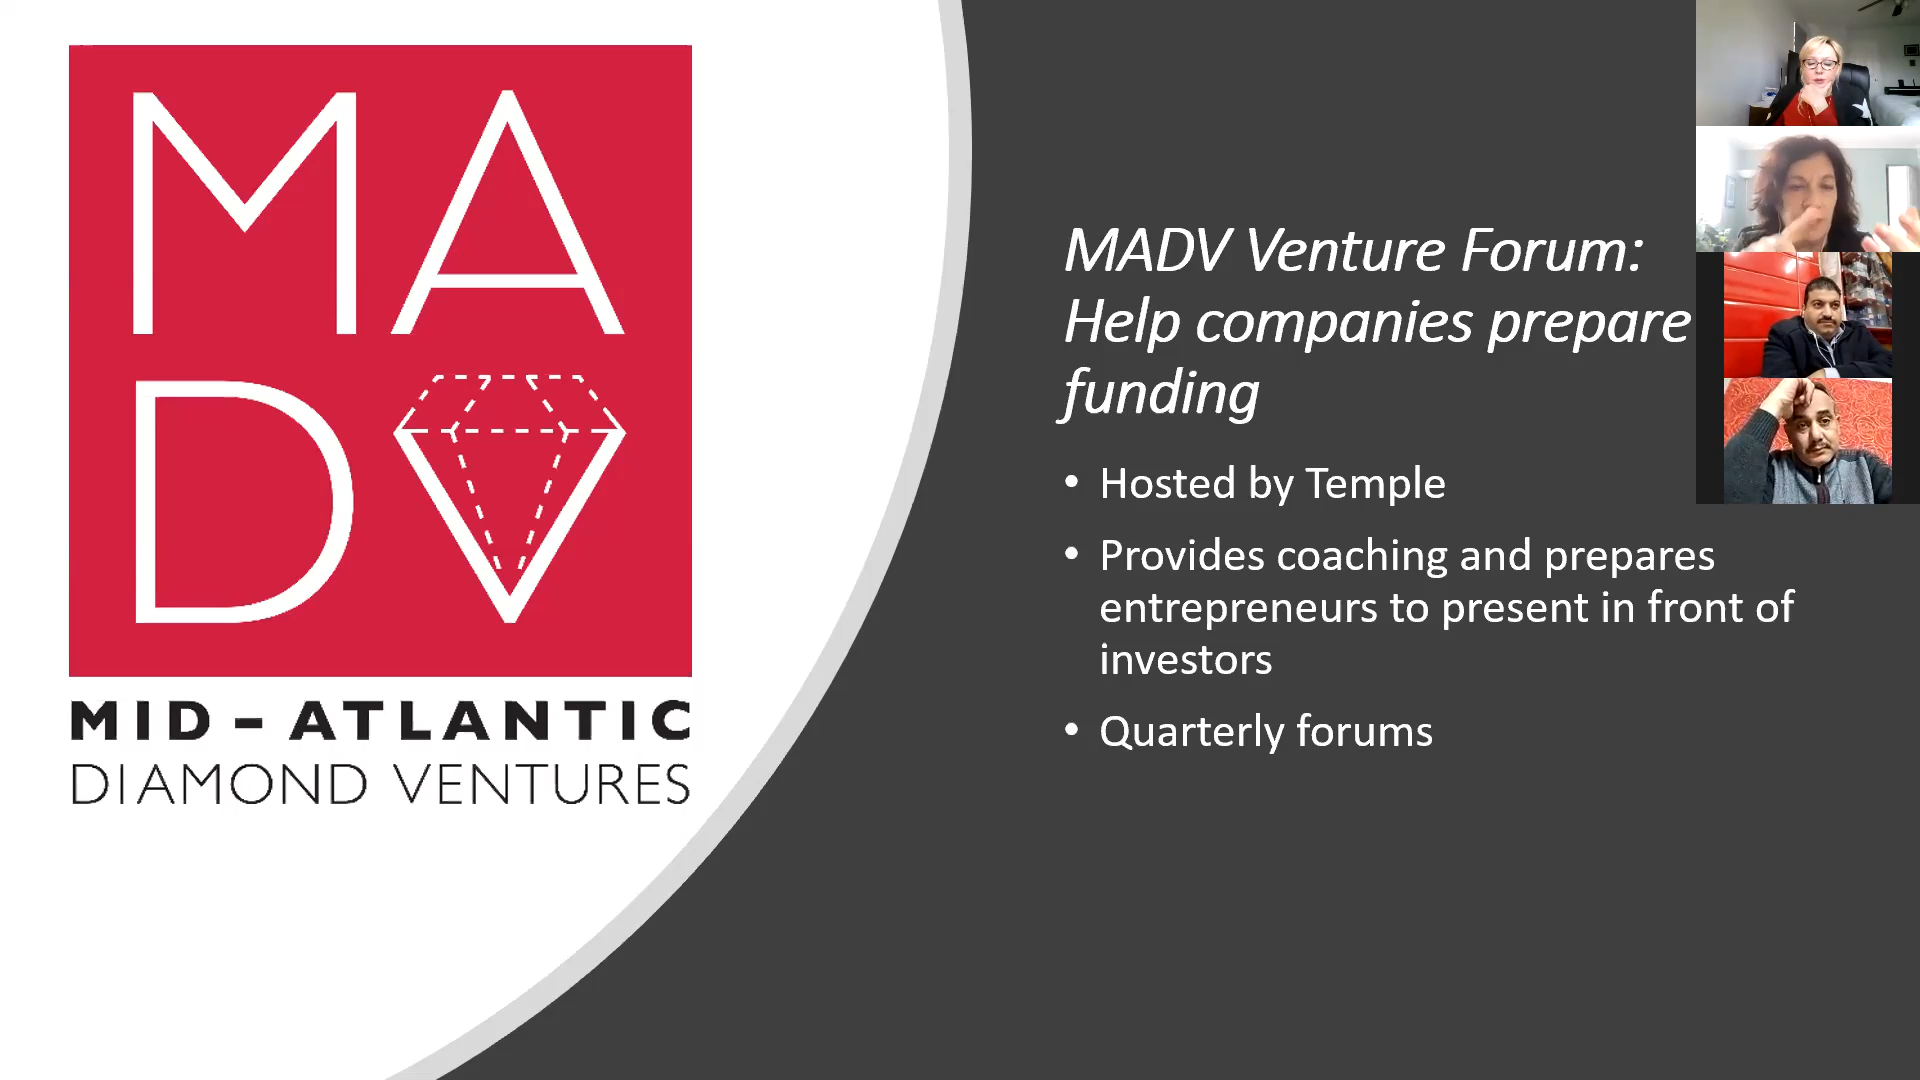 MA
DV
MID – ATLANTIC
DIAMOND VENTURES
MADV Venture Forum:
Help companies prepare
funding
• Hosted by Temple
• Provides coaching and prepares
entrepreneurs to present in front of
investors
• Quarterly forums